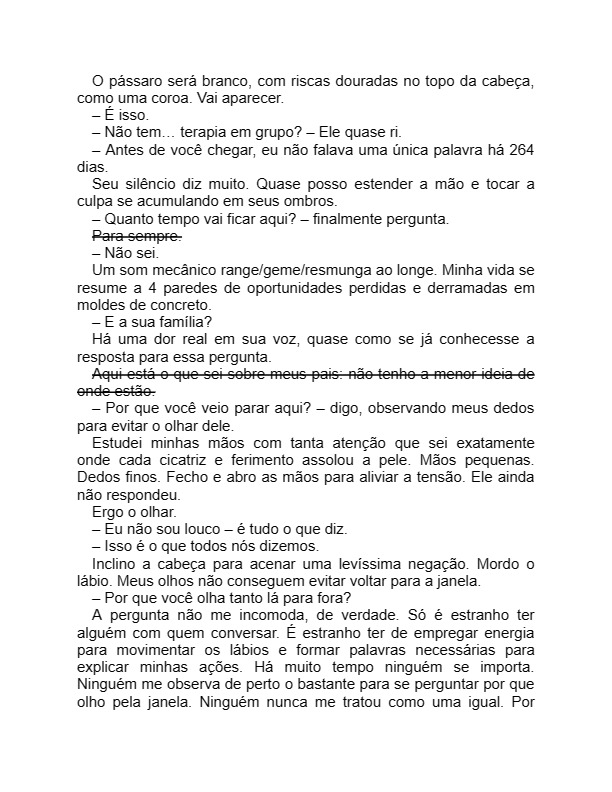 O pássaro será branco, com riscas douradas no topo da cabeça,
como uma coroa. Vai aparecer.
– É isso.
– Não tem… terapia em grupo? – Ele quase ri.
– Antes de você chegar, eu não falava uma única palavra há 264
dias.
Seu silêncio diz muito. Quase posso estender a mão e tocar a
culpa se acumulando em seus ombros.
– Quanto tempo vai ficar aqui? – finalmente pergunta.
Para sempre.
– Não sei.
Um som mecânico range/geme/resmunga ao longe. Minha vida se
resume a 4 paredes de oportunidades perdidas e derramadas em
moldes de concreto.
– E a sua família?
Há uma dor real em sua voz, quase como se já conhecesse a
resposta para essa pergunta.
Aqui está o que sei sobre meus pais: não tenho a menor ideia de
onde estão.
– Por que você veio parar aqui? – digo, observando meus dedos
para evitar o olhar dele.
Estudei minhas mãos com tanta atenção que sei exatamente
onde cada cicatriz e ferimento assolou a pele. Mãos pequenas.
Dedos finos. Fecho e abro as mãos para aliviar a tensão. Ele ainda
não respondeu.
Ergo o olhar.
– Eu não sou louco – é tudo o que diz.
– Isso é o que todos nós dizemos.
Inclino a cabeça para acenar uma levíssima negação. Mordo o
lábio. Meus olhos não conseguem evitar voltar para a janela.
– Por que você olha tanto lá para fora?
A pergunta não me incomoda, de verdade. Só é estranho ter
alguém com quem conversar. É estranho ter de empregar energia
para movimentar os lábios e formar palavras necessárias para
explicar minhas ações. Há muito tempo ninguém se importa.
Ninguém me observa de perto o bastante para se perguntar por que
olho pela janela. Ninguém nunca me tratou como uma igual. Por